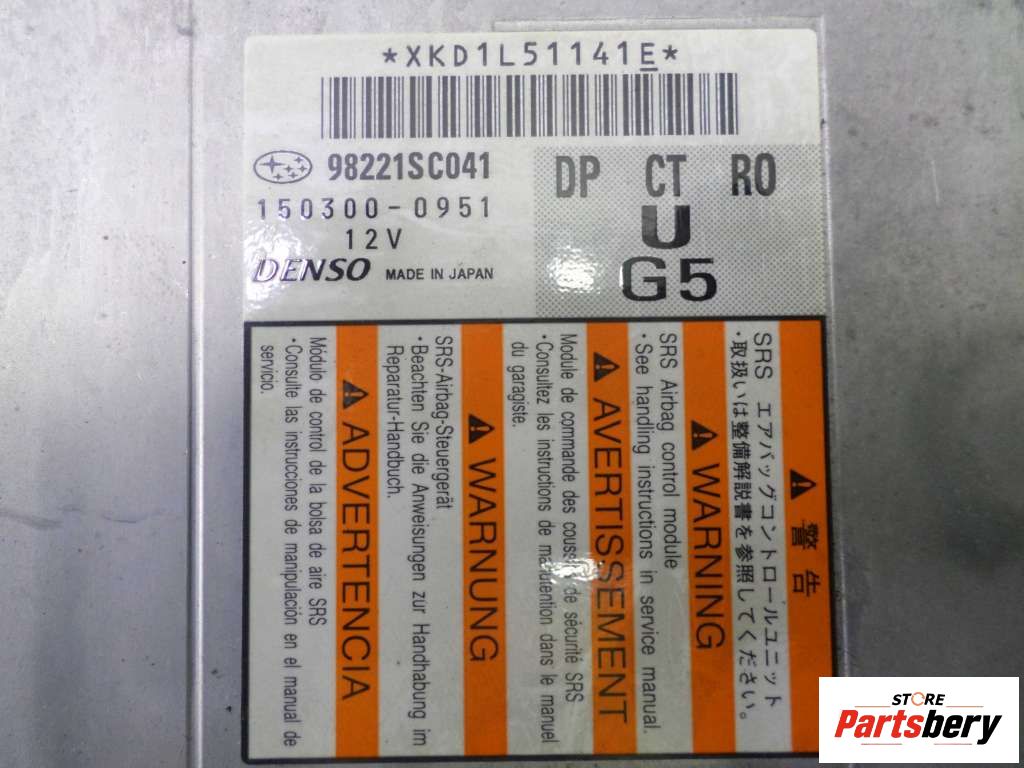 *XKD1L51141E*
98221SC041
150300-0951
12V
DENSO MADE IN JAPAN
DP CT RO
U
G5
⚠ 警告
SRS エアバッグコントロールユニット
・取扱いは整備解説書を参照してください。
⚠ WARNING
SRS Airbag control module
・See handling instructions in service manual.
⚠ AVERTISSEMENT
Module de commande des coussins de sécurité SRS
・Consultez les instructions de manutention dans le manuel
du garagiste.
⚠ WARNUNG
SRS-Airbag-Steuergerät
・Beachten Sie die Anweisungen zur Handhabung im
Reparatur-Handbuch.
⚠ ADVERTENCIA
Módulo de control de la bolsa de aire SRS
・Consulte las instrucciones de manipulación en el manual de
servicio.
STORE
Partsbery